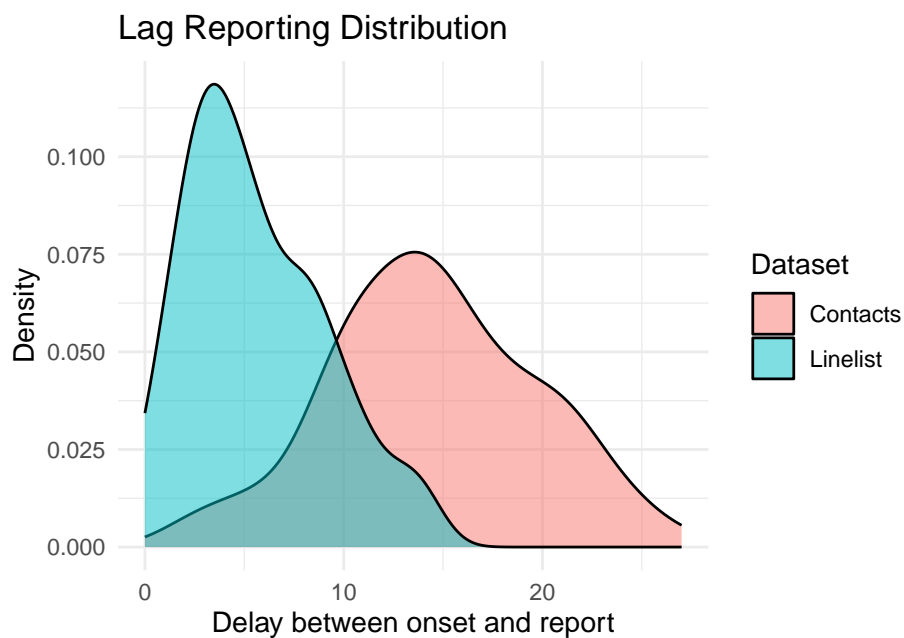 Lag Reporting Distribution
0.100
0.075
0.050
0.025
0.000
Density
0
10
20
Delay between onset and report
Dataset
Contacts
Linelist